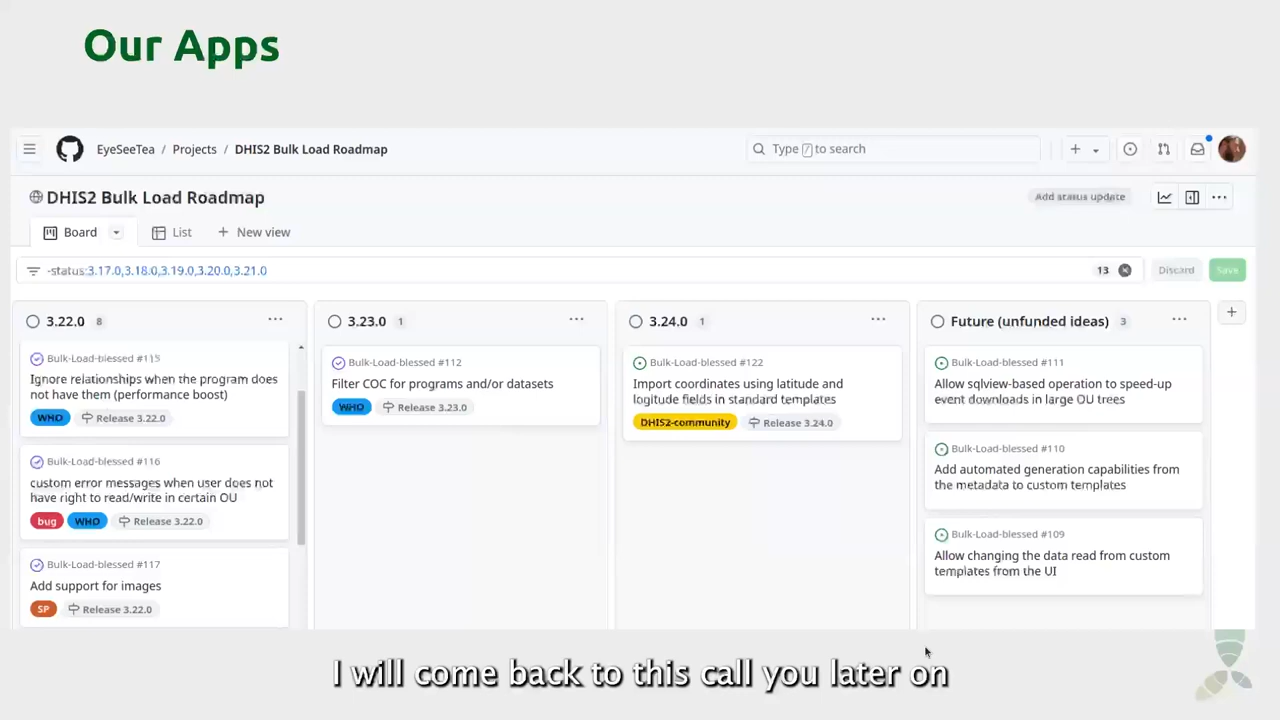 Our Apps
EyeSeeTea / Projects / DHIS2 Bulk Load Roadmap
Type / to search
DHIS2 Bulk Load Roadmap
Add status update
Board
List
New view
-status:3.17.0,3.18.0,3.19.0,3.20.0,3.21.0
13
Discard
Save
3.22.0 8
Bulk-Load-blessed #115
Ignore relationships when the program does
not have them (performance boost)
WHO Release 3.22.0
Bulk-Load-blessed #116
custom error messages when user does not
have right to read/write in certain OU
bug WHO Release 3.22.0
Bulk-Load-blessed #117
Add support for images
SP Release 3.22.0
3.23.0 1
Bulk-Load-blessed #112
Filter COC for programs and/or datasets
WHO Release 3.23.0
3.24.0 1
Bulk-Load-blessed #122
Import coordinates using latitude and
logitude fields in standard templates
DHIS2-community Release 3.24.0
Future (unfunded ideas) 3
Bulk-Load-blessed #111
Allow sqlview-based operation to speed-up
event downloads in large OU trees
Bulk-Load-blessed #110
Add automated generation capabilities from
the metadata to custom templates
Bulk-Load-blessed #109
Allow changing the data read from custom
templates from the UI
I will come back to this call you later on